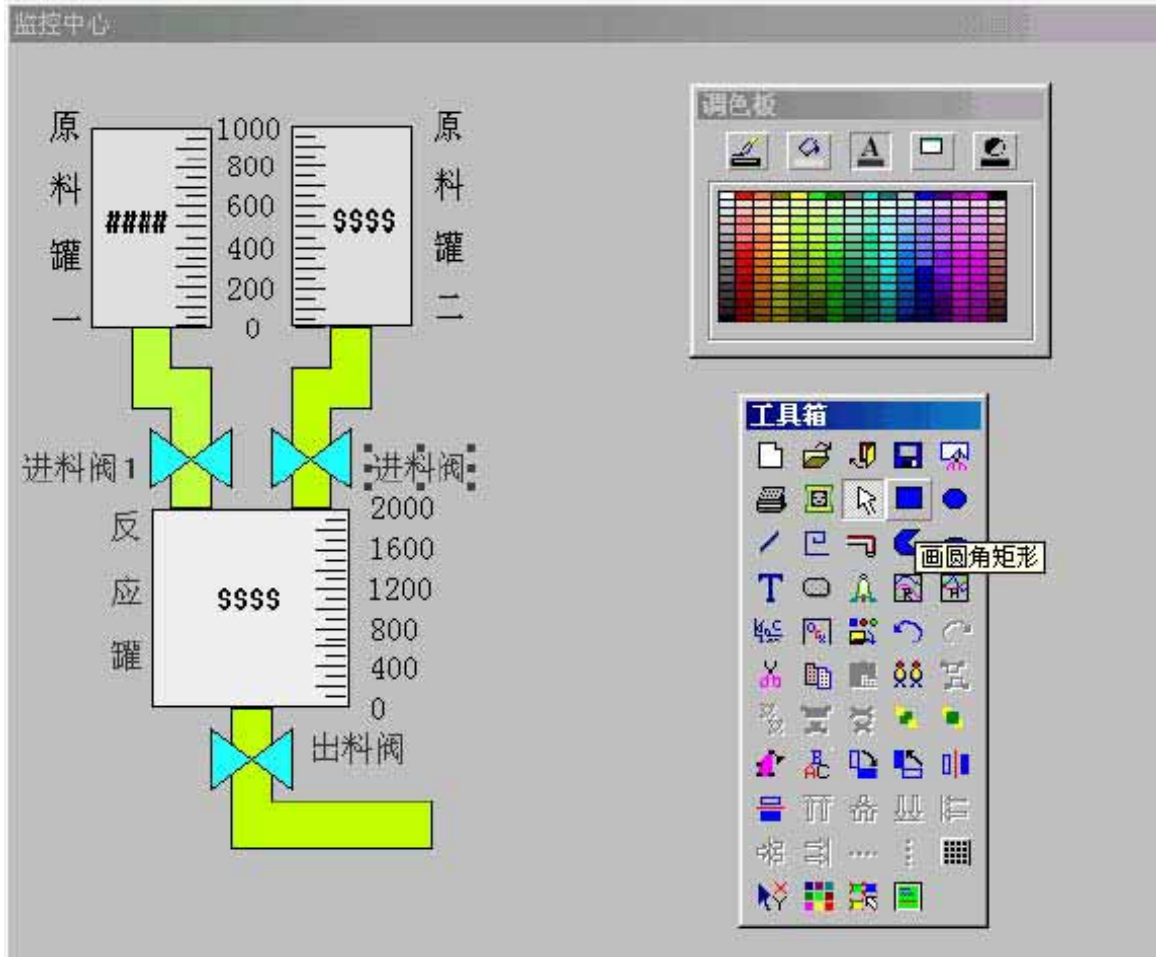 监控中心
原料罐一
####
1000
800
600
400
200
0
$$$$
原料罐二
进料阀1
进料阀
反应罐
$$$$
2000
1600
1200
800
400
0
出料阀
调色板
A
工具箱
画圆角矩形
T